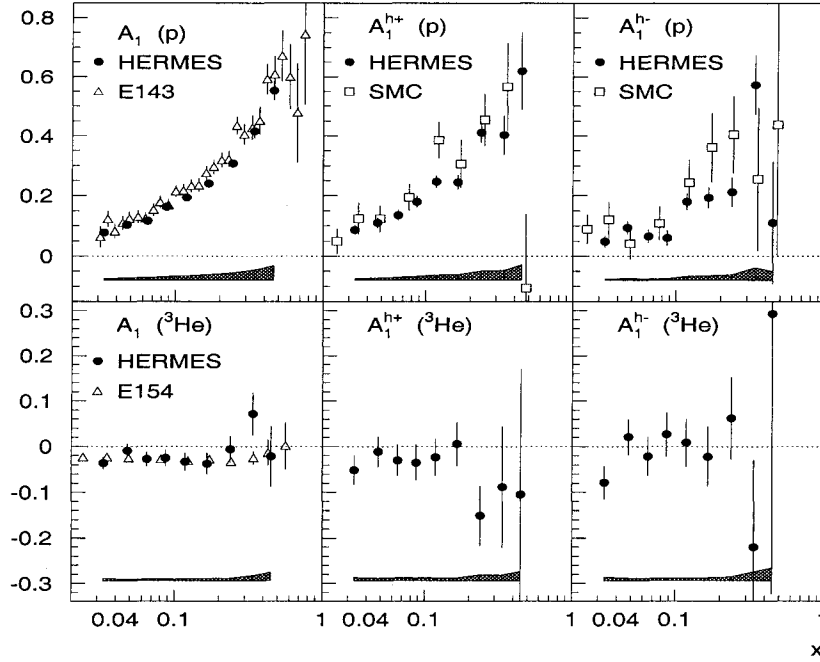 A₁ (p)
HERMES
E143
A₁ʰ⁺ (p)
HERMES
SMC
A₁ʰ⁻ (p)
HERMES
SMC
0.8
0.6
0.4
0.2
0
A₁ (³He)
HERMES
E154
A₁ʰ⁺ (³He)
A₁ʰ⁻ (³He)
0.3
0.2
0.1
0
-0.1
-0.2
-0.3
0.04 0.1 1 0.04 0.1 1 0.04 0.1 1
x